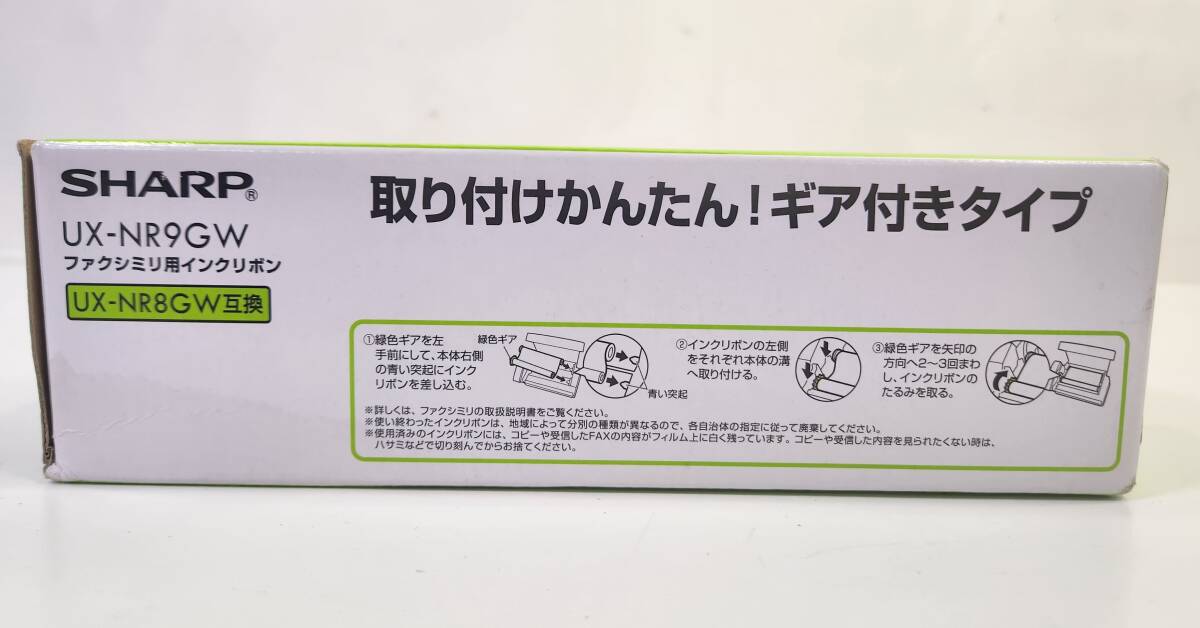 SHARP®
UX-NR9GW
ファクシミリ用インクリボン
UX-NR8GW互換
取り付けかんたん!ギア付きタイプ
①緑色ギアを左
手前にして、本体右側
の青い突起にインク
リボンを差し込む。
緑色ギア
青い突起
②インクリボンの左側
をそれぞれ本体の溝
へ取り付ける。
③緑色ギアを矢印の
方向へ2〜3回まわ
し、インクリボンの
たるみを取る。
※詳しくは、ファクシミリの取扱説明書をご覧ください。
※使い終わったインクリボンは、地域によって分別の種類が異なるので、各自治体の指定に従って廃棄してください。
※使用済みのインクリボンには、コピーや受信したFAXの内容がフィルム上に白く残っています。コピーや受信した内容を見られたくない時は、
ハサミなどで切り刻んでからお捨てください。